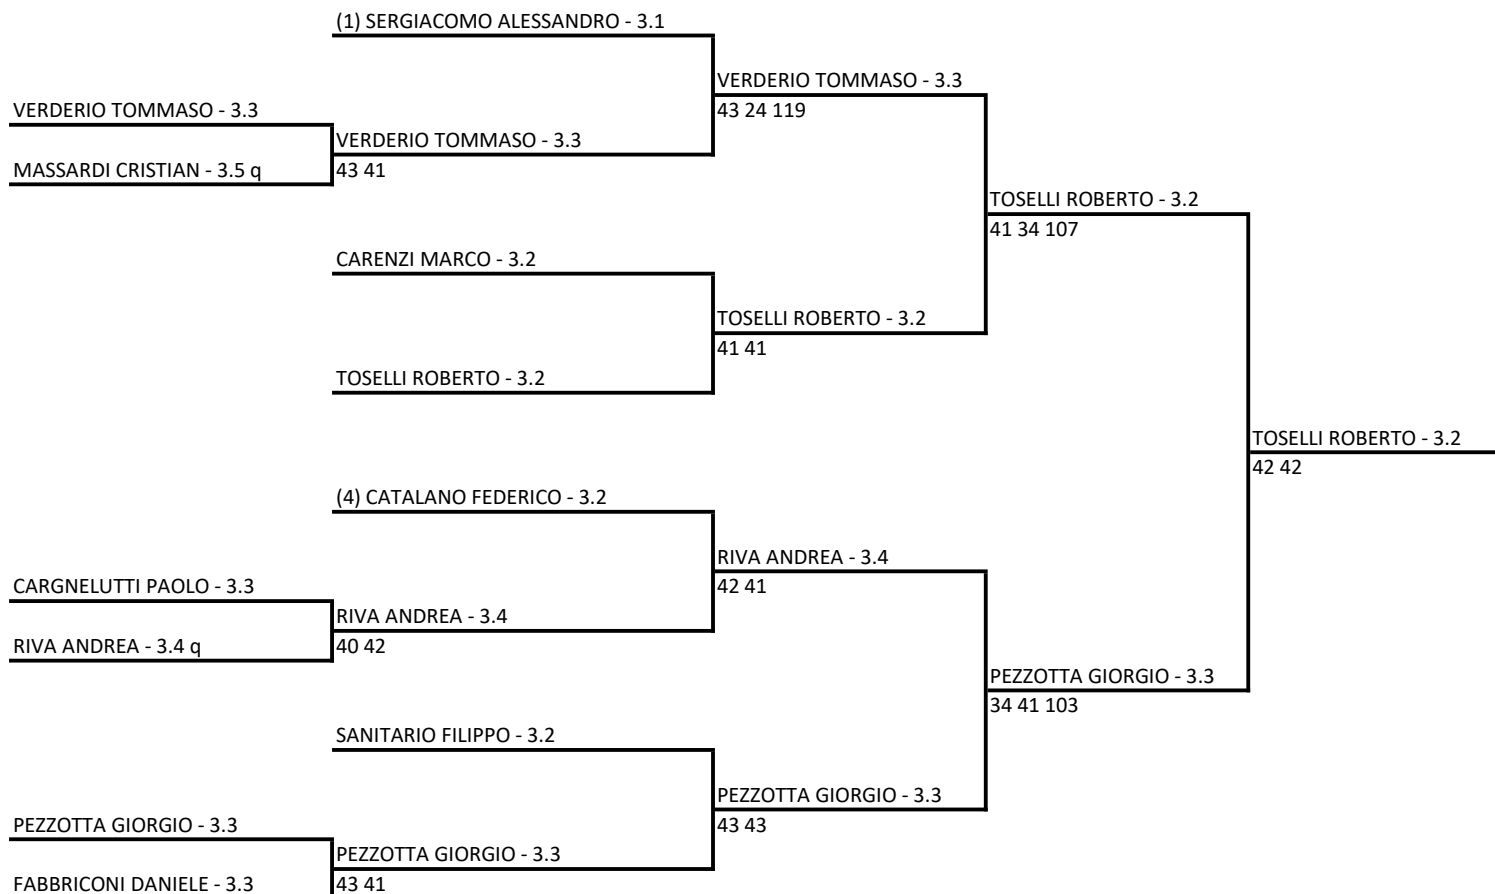 (1) SERGIACOMO ALESSANDRO - 3.1
VERDERIO TOMMASO - 3.3
VERDERIO TOMMASO - 3.3
43 24 119
VERDERIO TOMMASO - 3.3
MASSARDI CRISTIAN - 3.5 q
43 41
TOSELLI ROBERTO - 3.2
41 34 107
CARENZI MARCO - 3.2
TOSELLI ROBERTO - 3.2
41 41
TOSELLI ROBERTO - 3.2
TOSELLI ROBERTO - 3.2
42 42
(4) CATALANO FEDERICO - 3.2
RIVA ANDREA - 3.4
CARGNELUTTI PAOLO - 3.3
42 41
RIVA ANDREA - 3.4
RIVA ANDREA - 3.4 q
40 42
PEZZOTTA GIORGIO - 3.3
34 41 103
SANITARIO FILIPPO - 3.2
PEZZOTTA GIORGIO - 3.3
PEZZOTTA GIORGIO - 3.3
43 43
PEZZOTTA GIORGIO - 3.3
FABBRICONI DANIELE - 3.3
43 41